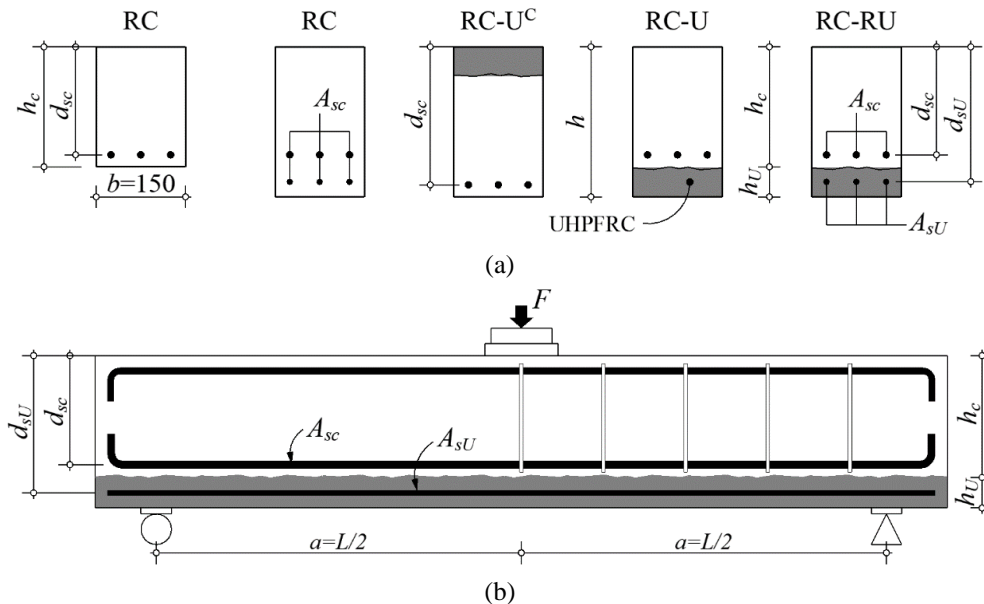 RC RC RC-U^C RC-U RC-RU
h_c d_sc A_sc d_sc h h_c A_sc d_sc d_sU
b=150 h_U
UHPFRC A_sU
(a)
F
d_sU d_sc h_c
A_sc A_sU
h_U
a=L/2 a=L/2
(b)